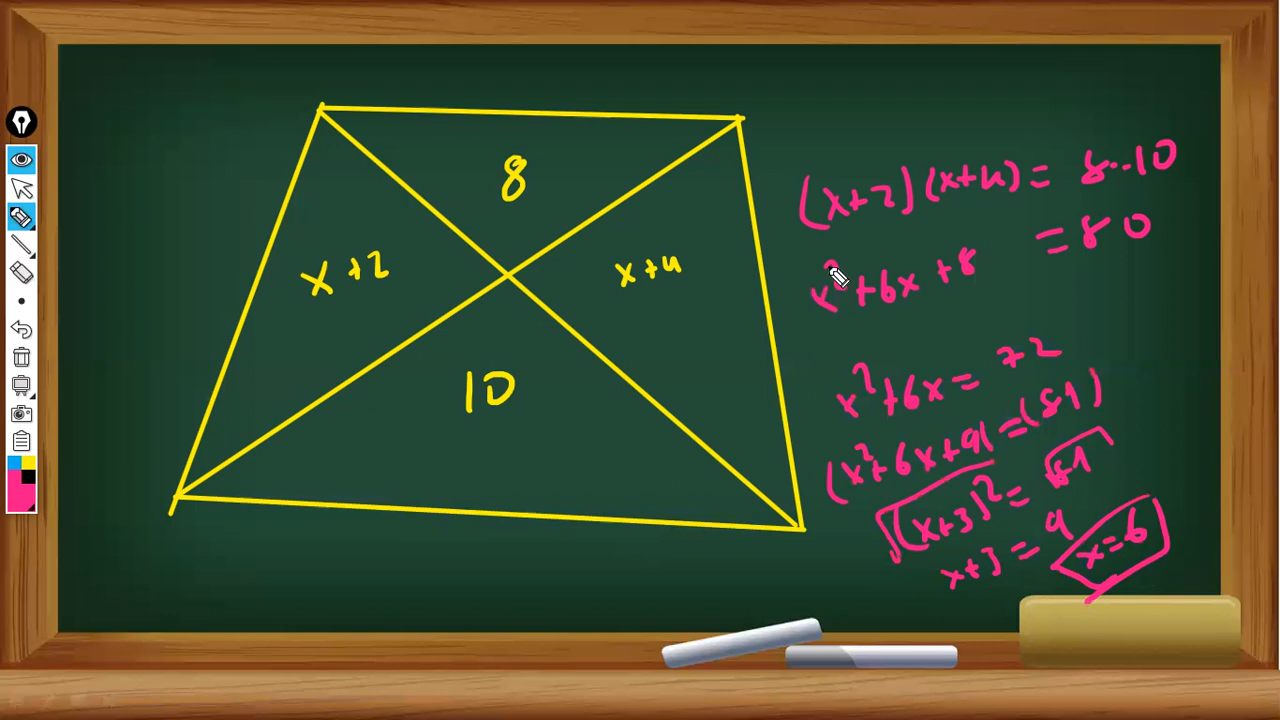 8
x+2
x+4
10
(x+2)(x+4) = 8·10
x²+6x+8 = 80
x²+6x = 72
(x²+6x+9) = (81)
√(x+3)² = √81
x+3 = 9
x=6